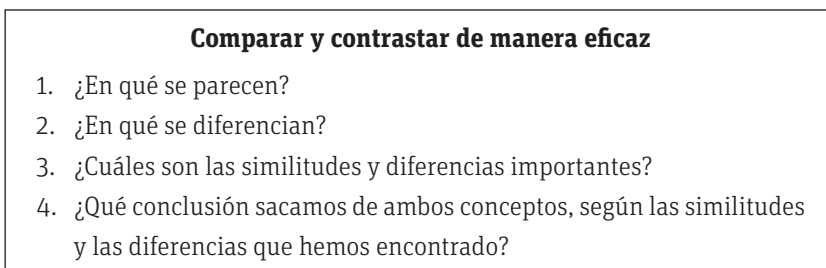 Comparar y contrastar de manera eficaz
1. ¿En qué se parecen?
2. ¿En qué se diferencian?
3. ¿Cuáles son las similitudes y diferencias importantes?
4. ¿Qué conclusión sacamos de ambos conceptos, según las similitudes
y las diferencias que hemos encontrado?